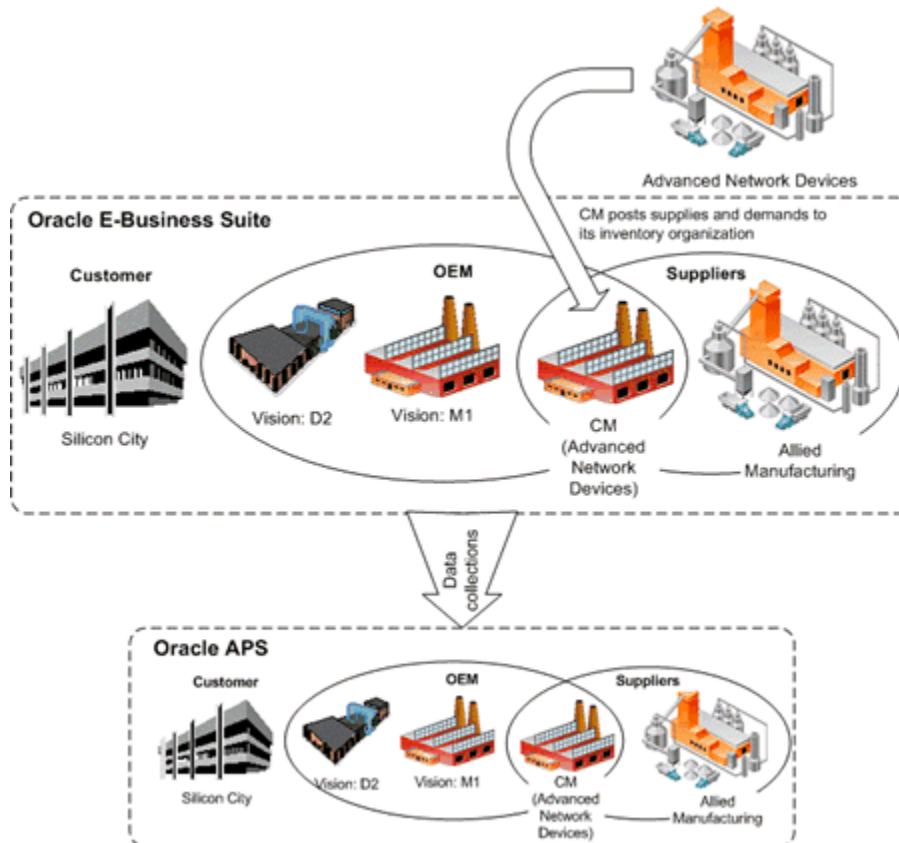 Advanced Network Devices
Oracle E-Business Suite
CM posts supplies and demands to
its inventory organization
Customer
OEM
Suppliers
Silicon City
Vision: D2
Vision: M1
CM
(Advanced
Network
Devices)
Allied
Manufacturing
Data
collections
Oracle APS
Customer
OEM
Suppliers
Silicon City
Vision: D2
Vision: M1
CM
(Advanced
Network
Devices)
Allied
Manufacturing